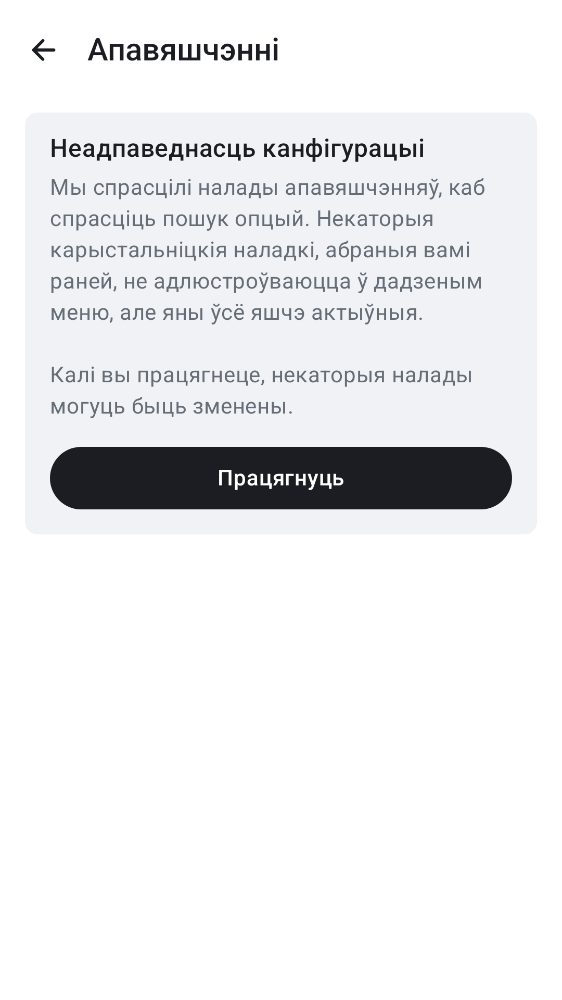 Апавяшчэнні
Неадпаведнасць канфігурацыі
Мы спрасцілі налады апавяшчэнняў, каб
спрасціць пошук опцый. Некаторыя
карыстальніцкія наладкі, абраныя вамі
раней, не адлюстроўваюцца ў дадзеным
меню, але яны ўсё яшчэ актыўныя.
Калі вы працягнеце, некаторыя налады
могуць быць зменены.
Працягнуць